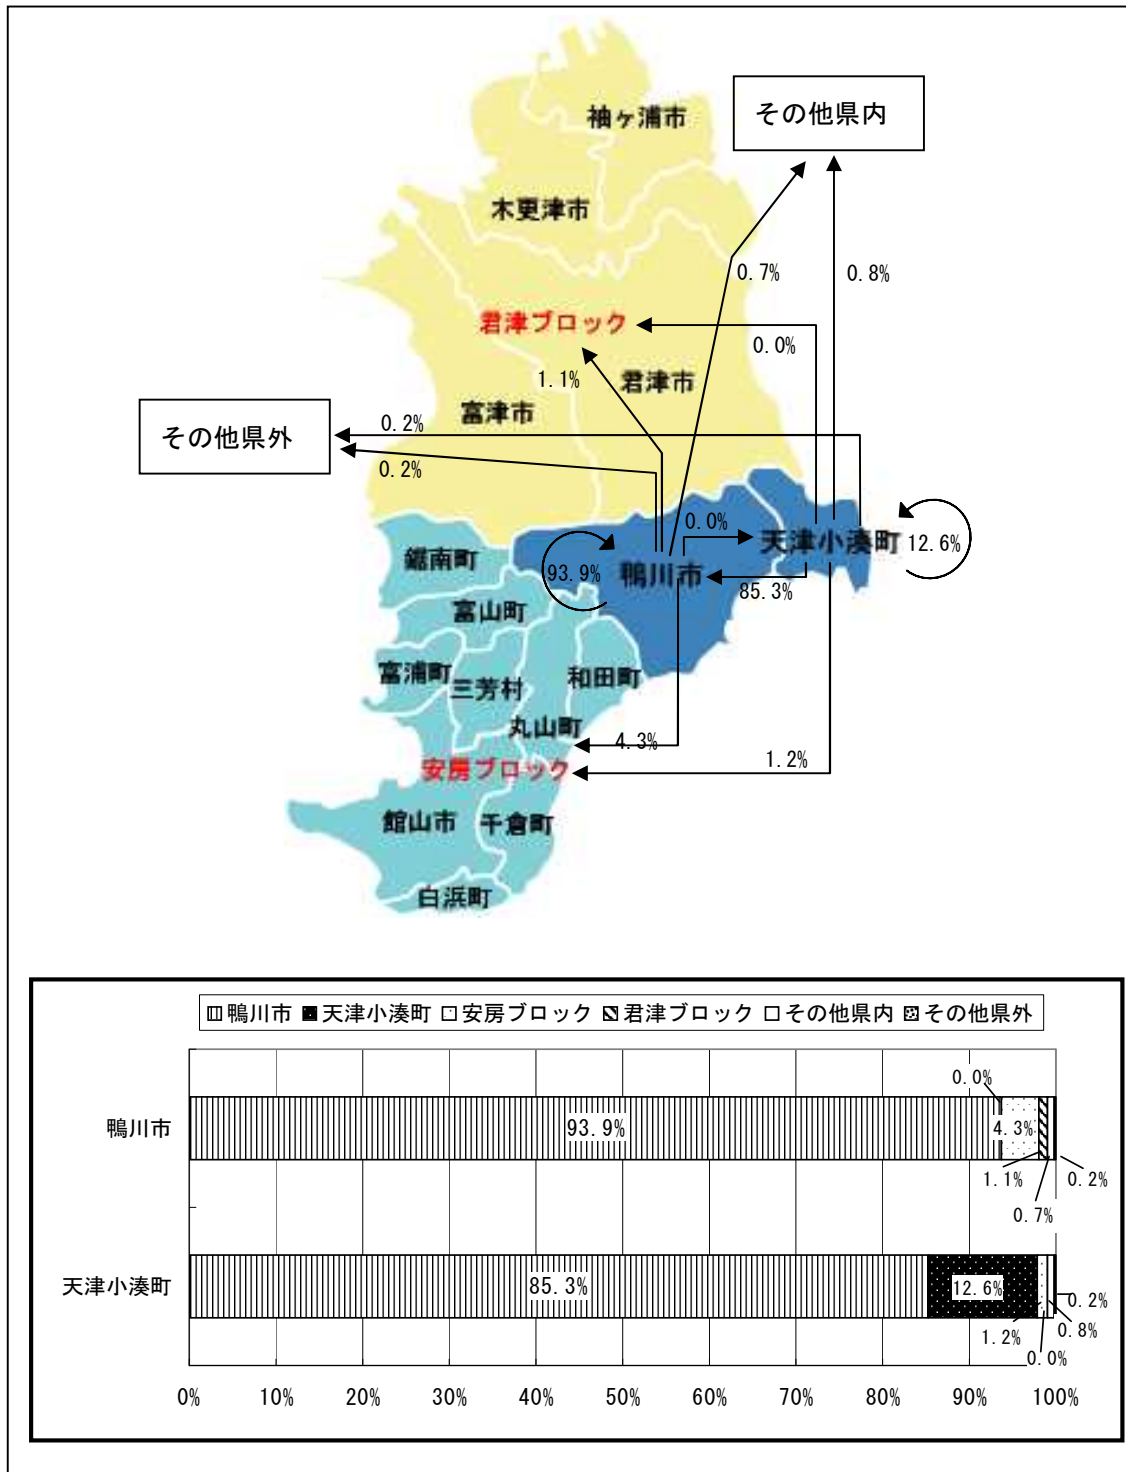 袖ヶ浦市
その他県内
木更津市
0.7%
0.8%
君津ブロック
0.0%
1.1%
君津市
富津市
その他県外
0.2%
0.2%
0.0%
天津小湊町
12.6%
鋸南町
93.9%
鴨川市
85.3%
富山町
富浦町
三芳村
和田町
丸山町
4.3%
1.2%
安房ブロック
館山市
千倉町
白浜町
鴨川市 天津小湊町 安房ブロック 君津ブロック その他県内 その他県外
0.0%
鴨川市
93.9%
4.3%
1.1%
0.2%
0.7%
天津小湊町
85.3%
12.6%
0.2%
1.2%
0.8%
0.0%
0% 10% 20% 30% 40% 50% 60% 70% 80% 90% 100%